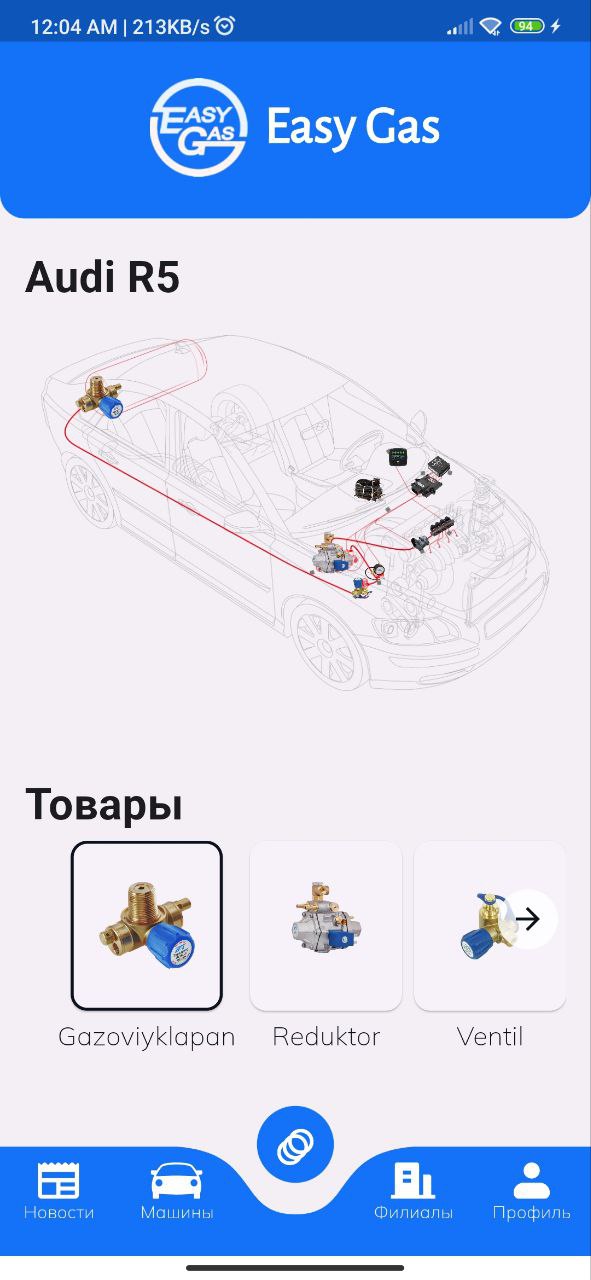 12:04 AM | 213KB/s
94
EASY
GAS
Easy Gas
Audi R5
Товары
Gazoviyklapan
Reduktor
Ventil
Новости
Машины
Филиалы
Профиль